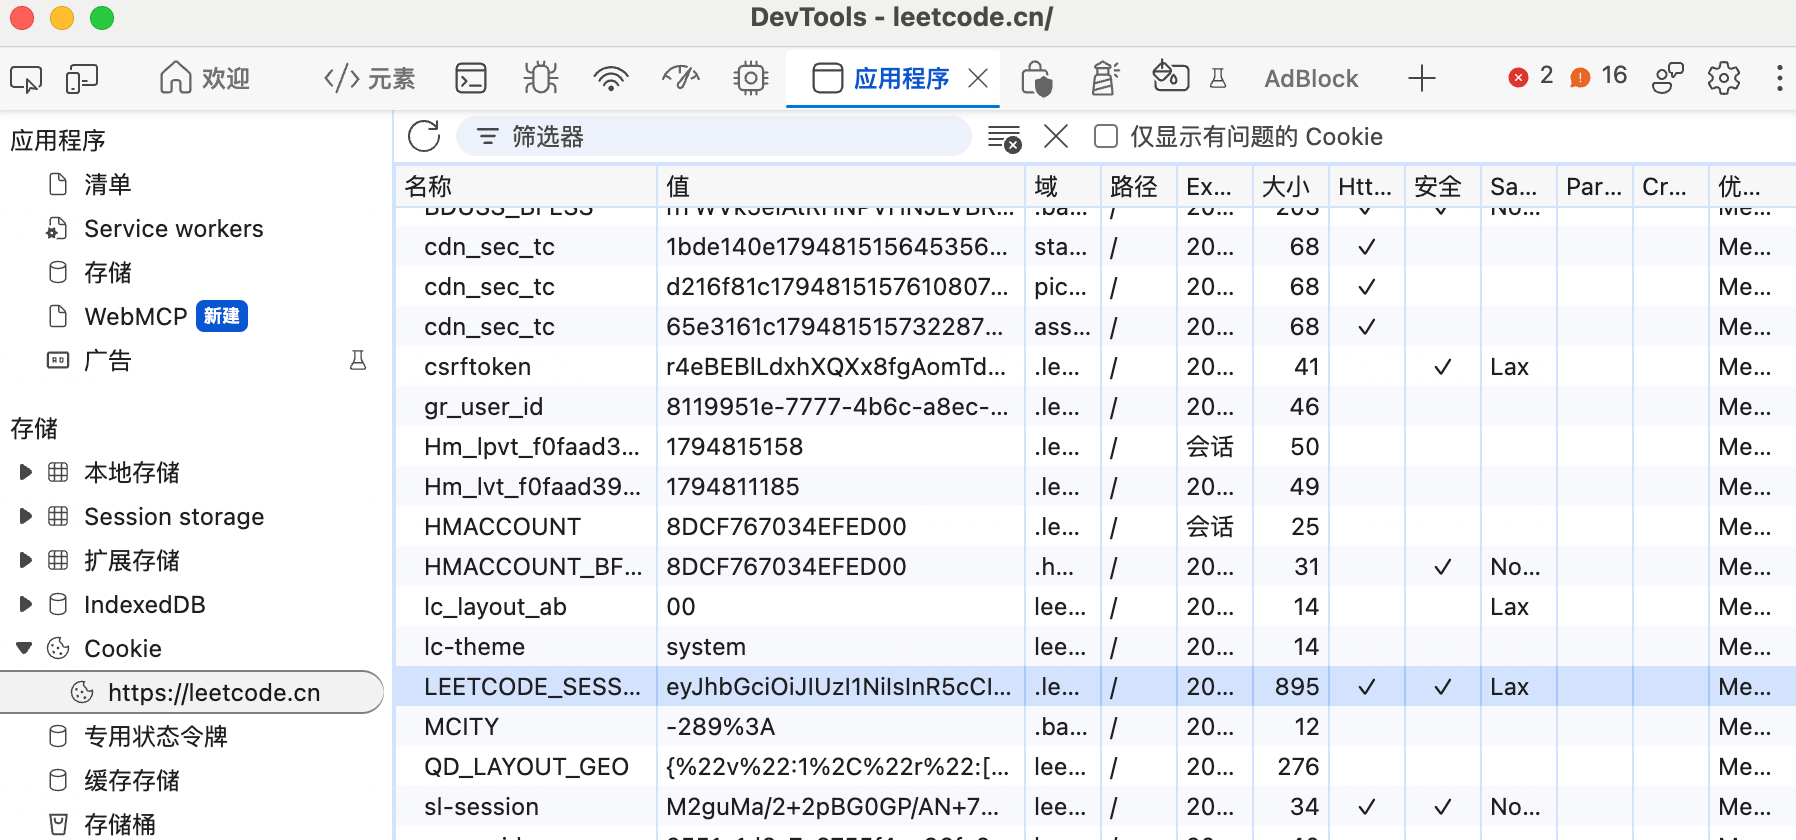 DevTools - leetcode.cn/
欢迎
元素
应用程序
AdBlock
2
16
应用程序
清单
Service workers
存储
WebMCP 新建
广告
存储
本地存储
Session storage
扩展存储
IndexedDB
Cookie
https://leetcode.cn
专用状态令牌
缓存存储
存储桶
筛选器
仅显示有问题的 Cookie
名称 值 域 路径 Ex... 大小 Htt... 安全 Sa... Par... Cr... 优...
BDUSS_BFESS .ba... / 20... 203 ✓ ✓ No... Me...
cdn_sec_tc 1bde140e179481515645356... sta... / 20... 68 ✓ Me...
cdn_sec_tc d216f81c1794815157610807... pic... / 20... 68 ✓ Me...
cdn_sec_tc 65e3161c179481515732287... ass... / 20... 68 ✓ Me...
csrftoken r4eBEBlLdxhXQXx8fgAomTd... .le... / 20... 41 ✓ Lax Me...
gr_user_id 8119951e-7777-4b6c-a8ec-... .le... / 20... 46 Me...
Hm_lpvt_f0faad3... 1794815158 .le... / 会话 50 Me...
Hm_lvt_f0faad39... 1794811185 .le... / 20... 49 Me...
HMACCOUNT 8DCF767034EFED00 .le... / 会话 25 Me...
HMACCOUNT_BF... 8DCF767034EFED00 .h... / 20... 31 ✓ No... Me...
lc_layout_ab 00 lee... / 20... 14 Lax Me...
lc-theme system lee... / 20... 14 Me...
LEETCODE_SESS... eyJhbGciOiJIUzI1NiIsInR5cCI... .le... / 20... 895 ✓ ✓ Lax Me...
MCITY -289%3A .ba... / 20... 12 Me...
QD_LAYOUT_GEO {%22v%22:1%2C%22r%22:[... lee... / 20... 276 Me...
sl-session M2guMa/2+2pBG0GP/AN+7... lee... / 20... 34 ✓ ✓ No... Me...